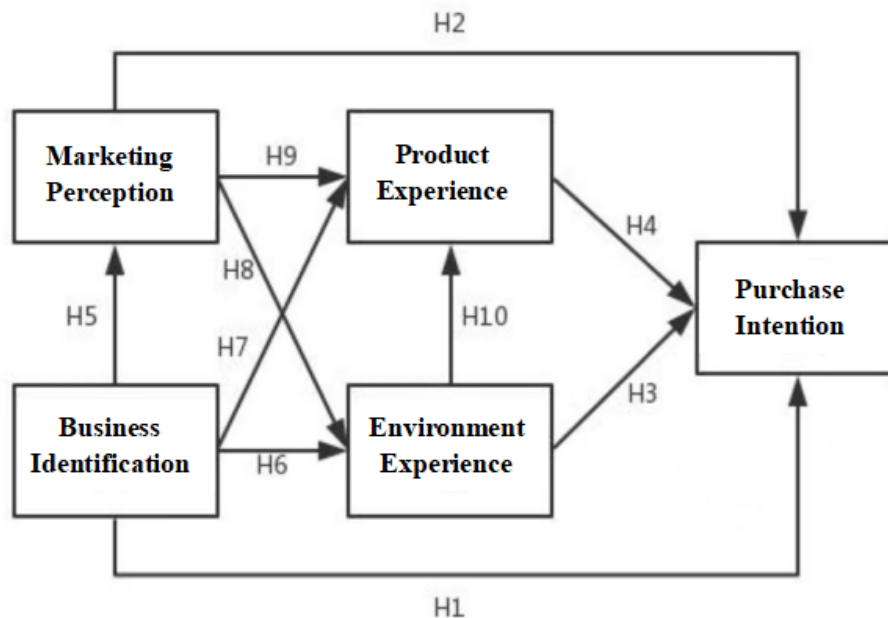 H2
Marketing
Perception
H9
Product
Experience
H4
H8
H5
H7
H10
Purchase
Intention
H3
Business
Identification
H6
Environment
Experience
H1